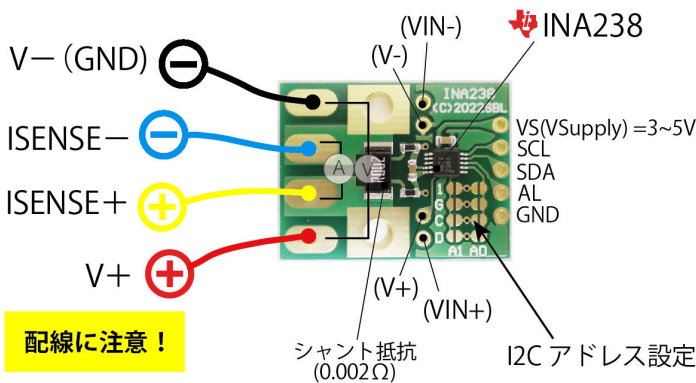 V−（GND）
ISENSE−
ISENSE+
V+
配線に注意！
(VIN-)
(V-)
INA238
INA238
(C)2022SBL
A
V
1
G
C
D
A1 A0
VS(VSupply) =3~5V
SCL
SDA
AL
GND
(V+)
(VIN+)
シャント抵抗
(0.002Ω)
I2C アドレス設定